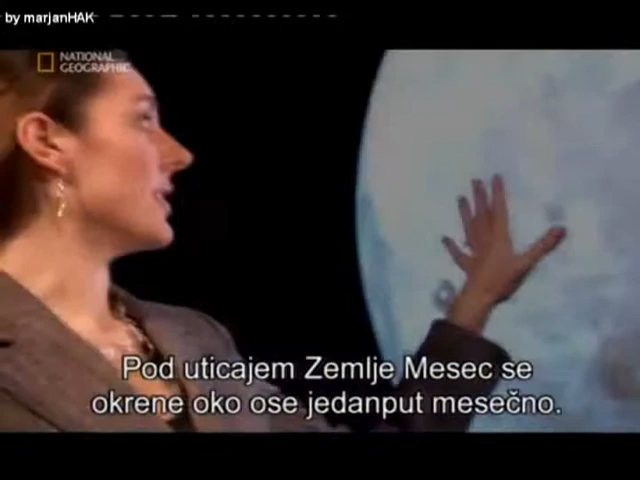 by marjanHAK
NATIONAL
GEOGRAPHIC
Pod uticajem Zemlje Mesec se
okrene oko ose jedanput mesečno.